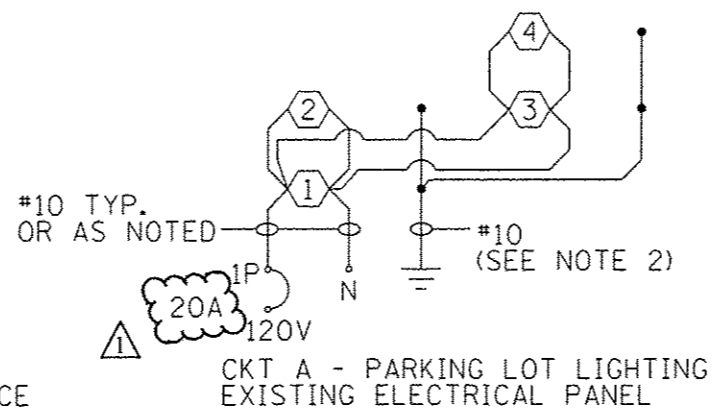 4
2
3
1
#10 TYP.
OR AS NOTED
#10
(SEE NOTE 2)
1P
N
20A
120V
1
CKT A - PARKING LOT LIGHTING
CE
EXISTING ELECTRICAL PANEL